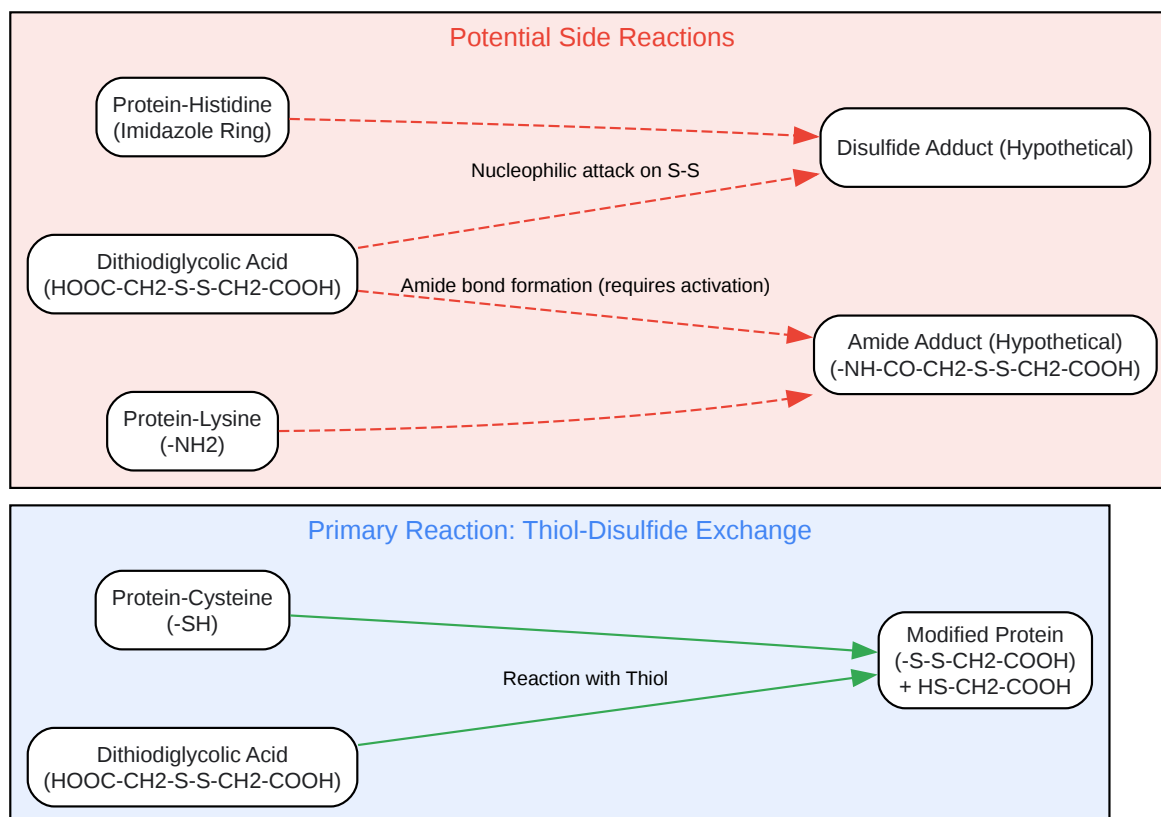 Potential Side Reactions
Protein-Histidine
(Imidazole Ring)
Disulfide Adduct (Hypothetical)
Nucleophilic attack on S-S
Dithiodiglycolic Acid
(HOOC-CH2-S-S-CH2-COOH)
Amide bond formation (requires activation)
Amide Adduct (Hypothetical)
(-NH-CO-CH2-S-S-CH2-COOH)
Protein-Lysine
(-NH2)
Primary Reaction: Thiol-Disulfide Exchange
Protein-Cysteine
(-SH)
Modified Protein
(-S-S-CH2-COOH)
+ HS-CH2-COOH
Reaction with Thiol
Dithiodiglycolic Acid
(HOOC-CH2-S-S-CH2-COOH)